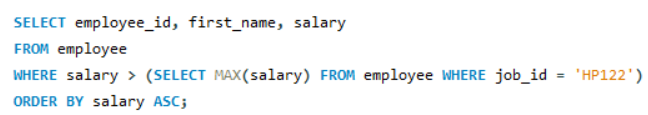 SELECT employee_id, first_name, salary
FROM employee
WHERE salary > (SELECT MAX(salary) FROM employee WHERE job_id = 'HP122')
ORDER BY salary ASC;